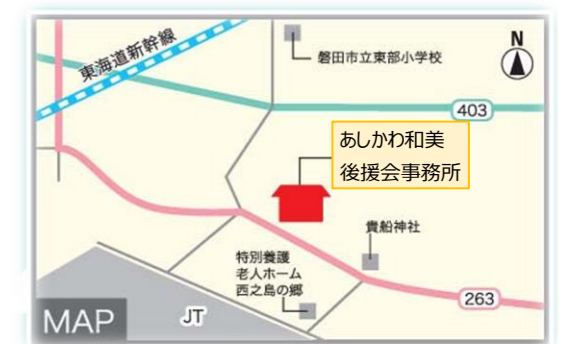 東海道新幹線
磐田市立東部小学校
N
403
あしかわ和美
後援会事務所
貴船神社
特別養護
老人ホーム
西之島の郷
263
MAP
JT